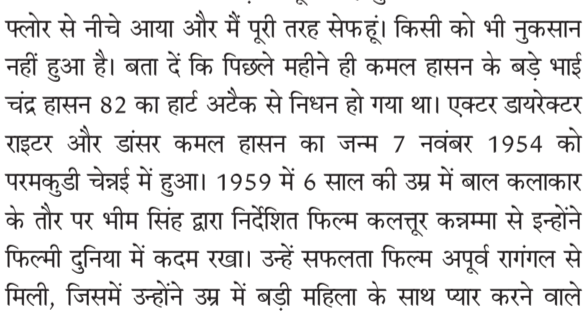 फ्लोर से नीचे आया और मैं पूरी तरह सेफहूं। किसी को भी नुकसान
नहीं हुआ है। बता दें कि पिछले महीने ही कमल हासन के बड़े भाई
चंद्र हासन 82 का हार्ट अटैक से निधन हो गया था। एक्टर डायरेक्टर
राइटर और डांसर कमल हासन का जन्म 7 नवंबर 1954 को
परमकुडी चेन्नई में हुआ। 1959 में 6 साल की उम्र में बाल कलाकार
के तौर पर भीम सिंह द्वारा निर्देशित फिल्म कलत्तूर कन्नम्मा से इन्होंने
फिल्मी दुनिया में कदम रखा। उन्हें सफलता फिल्म अपूर्व रागंगल से
मिली, जिसमें उन्होंने उम्र में बड़ी महिला के साथ प्यार करने वाले